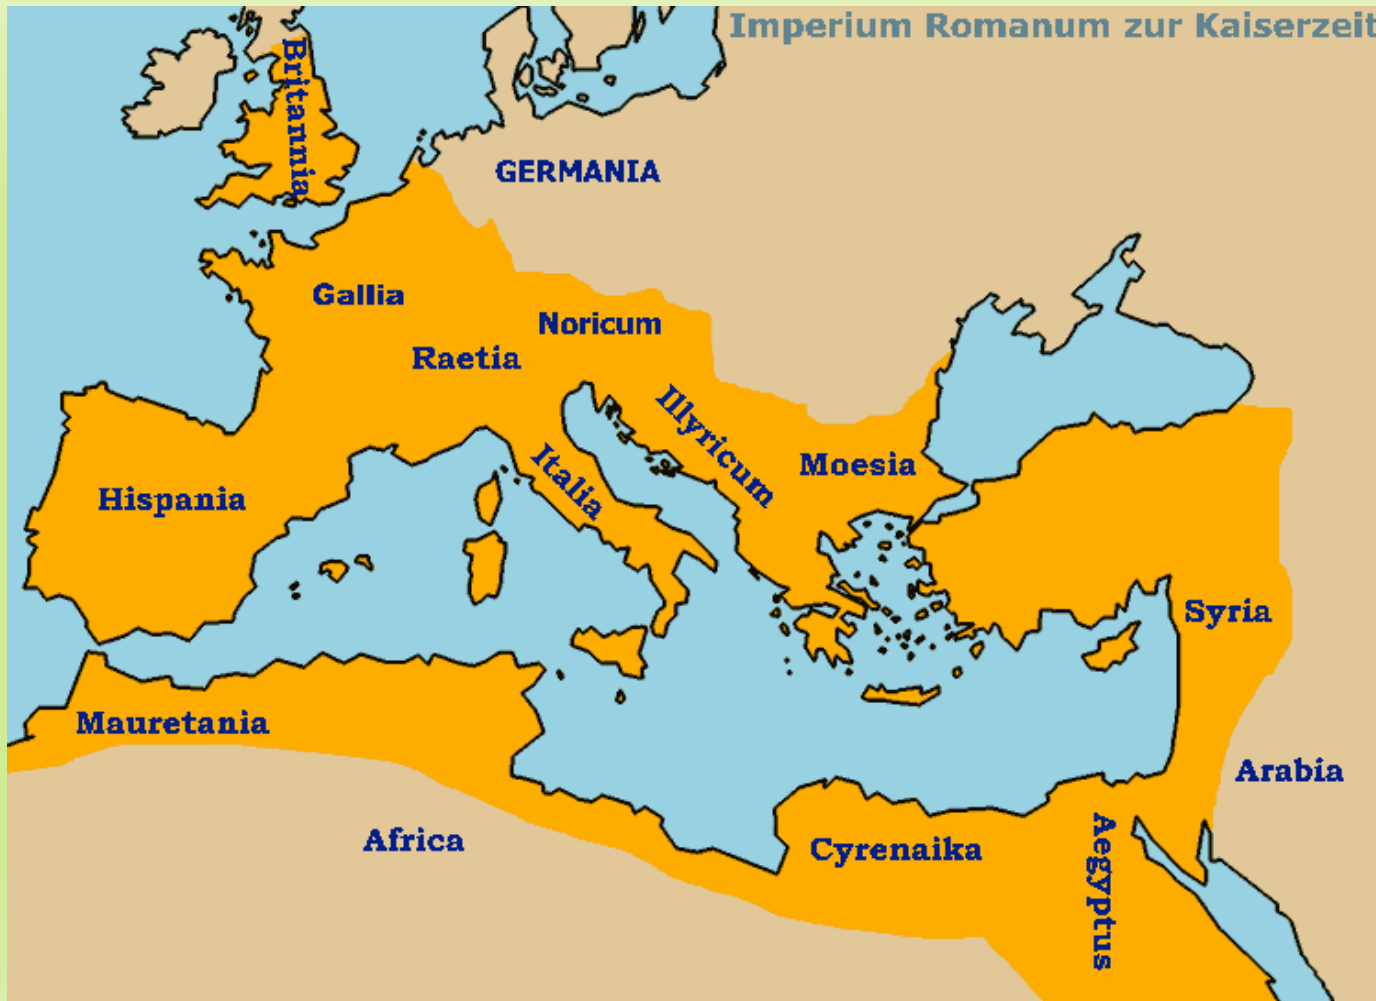 Imperium Romanum zur Kaiserzeit
Britannia
GERMANIA
Gallia
Noricum
Raetia
Illyricum
Moesia
Italia
Hispania
Syria
Mauretania
Arabia
Africa
Cyrenaika
Aegyptus